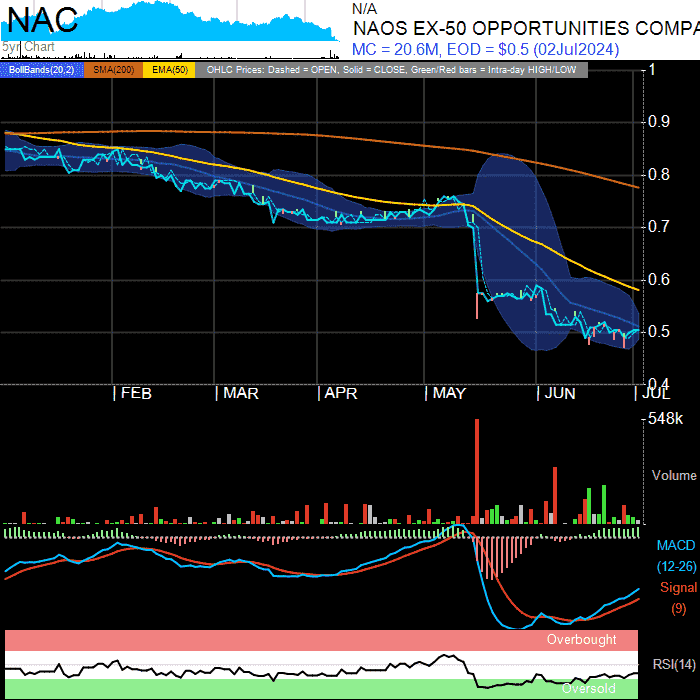 NAC
5yr Chart
N/A
NAOS EX-50 OPPORTUNITIES COMPA
MC = 20.6M, EOD = $0.5 (02Jul2024)
BollBands(20,2) SMA(200) EMA(50) OHLC Prices: Dashed = OPEN, Solid = CLOSE, Green/Red bars = Intra-day HIGH/LOW
1
0.9
0.8
0.7
0.6
0.5
0.4
FEB MAR APR MAY JUN JUL
548k
Volume
MACD
(12-26)
Signal
(9)
Overbought
RSI(14)
Oversold